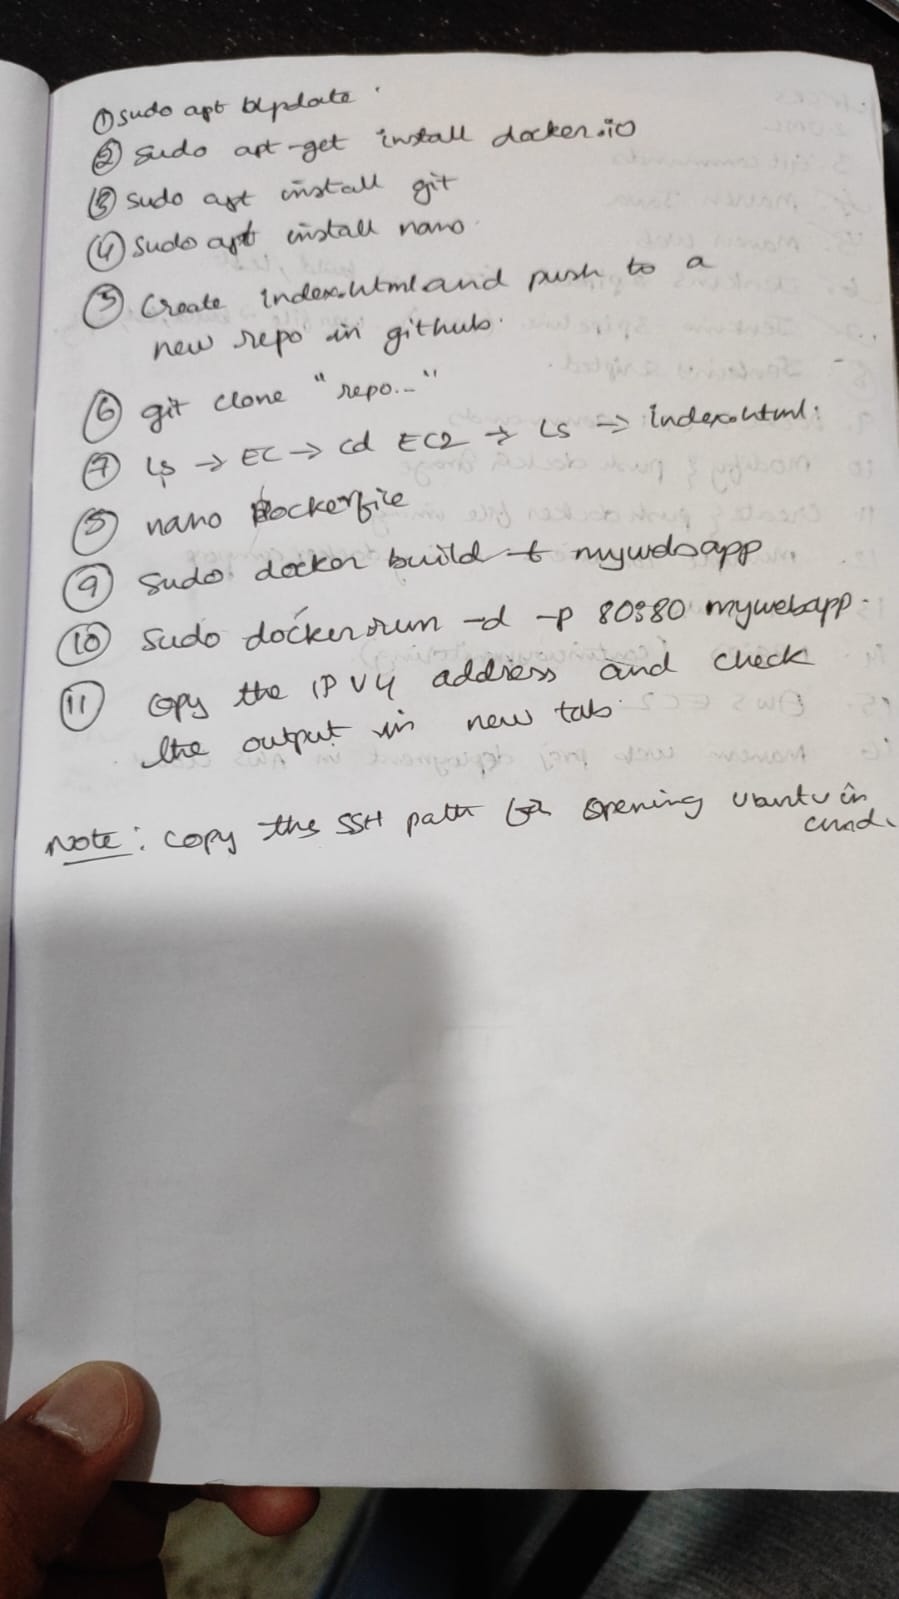 ① sudo apt update
② sudo apt-get install docker.io
③ sudo apt install git
④ sudo apt install nano
⑤ Create index.html and push to a
new repo in github.
⑥ git clone "repo..."
⑦ Ls → EC → cd EC2 → Ls → index.html.
⑧ nano Dockerfile
⑨ sudo docker build -t mywebapp
⑩ sudo docker run -d -p 80:80 mywebapp.
⑪ copy the IPV4 address and check
the output in new tab.
Note: copy the SSH path for opening ubantu in
cmd.